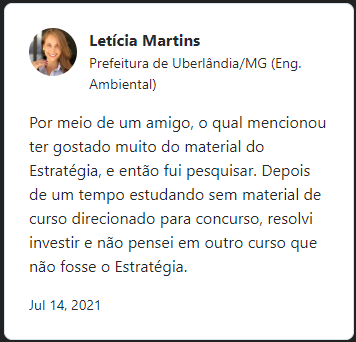 Letícia Martins
Prefeitura de Uberlândia/MG (Eng.
Ambiental)
Por meio de um amigo, o qual mencionou
ter gostado muito do material do
Estratégia, e então fui pesquisar. Depois
de um tempo estudando sem material de
curso direcionado para concurso, resolvi
investir e não pensei em outro curso que
não fosse o Estratégia.
Jul 14, 2021